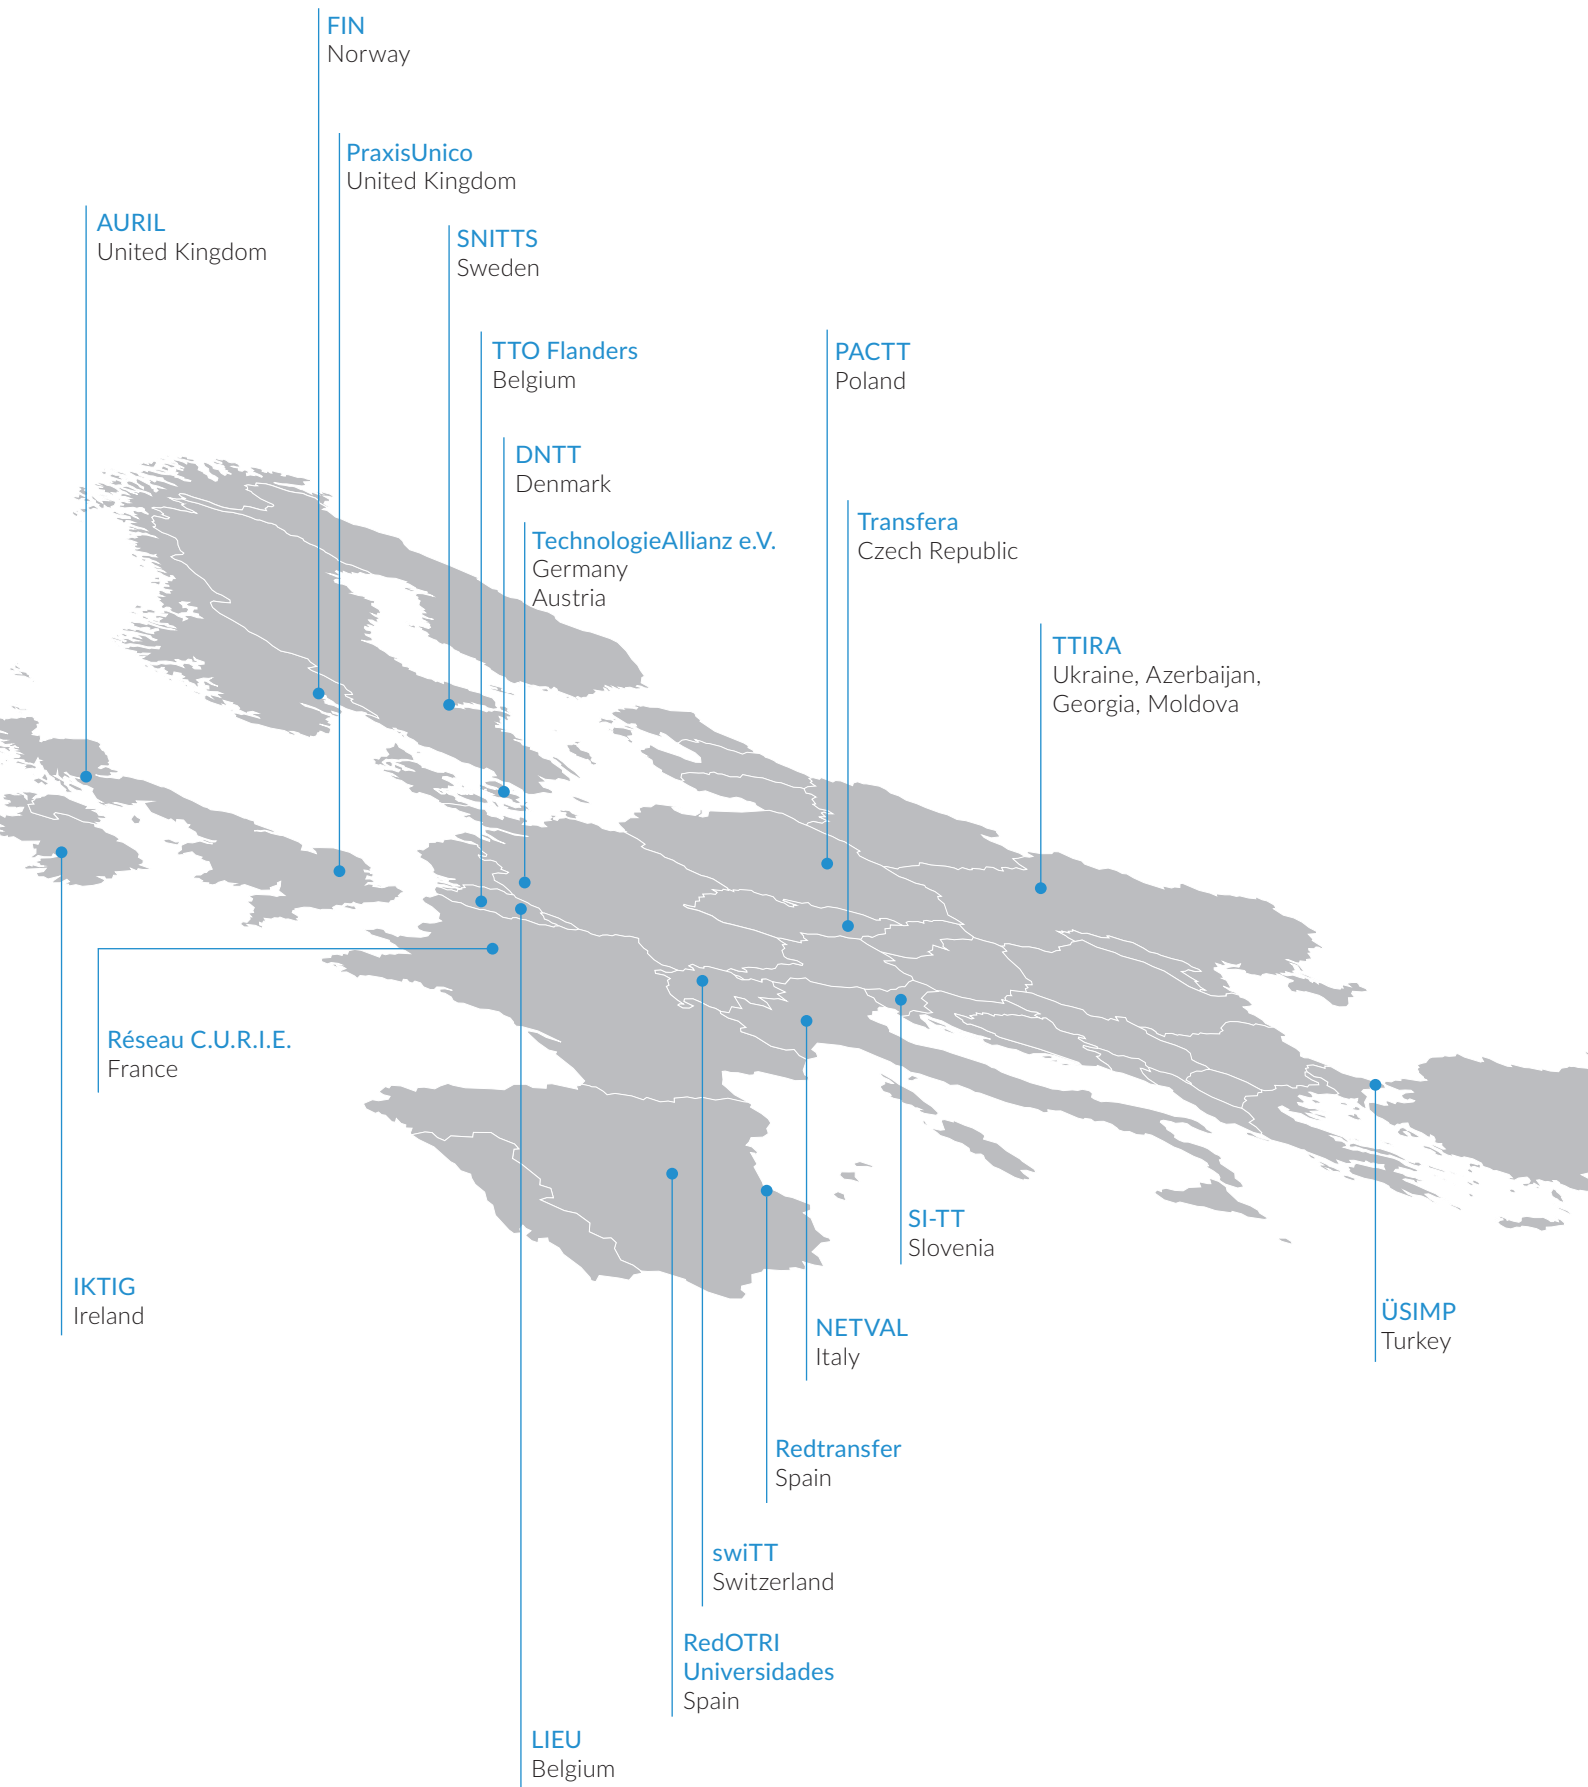 FIN
Norway
PraxisUnico
United Kingdom
AURIL
United Kingdom
SNITTS
Sweden
TTO Flanders
Belgium
PACTT
Poland
DNTT
Denmark
Transfera
Czech Republic
TechnologieAllianz e.V.
Germany
Austria
TTIRA
Ukraine, Azerbaijan,
Georgia, Moldova
Réseau C.U.R.I.E.
France
SI-TT
Slovenia
IKTIG
Ireland
ÜSIMP
Turkey
NETVAL
Italy
Redtransfer
Spain
swiTT
Switzerland
RedOTRI
Universidades
Spain
LIEU
Belgium